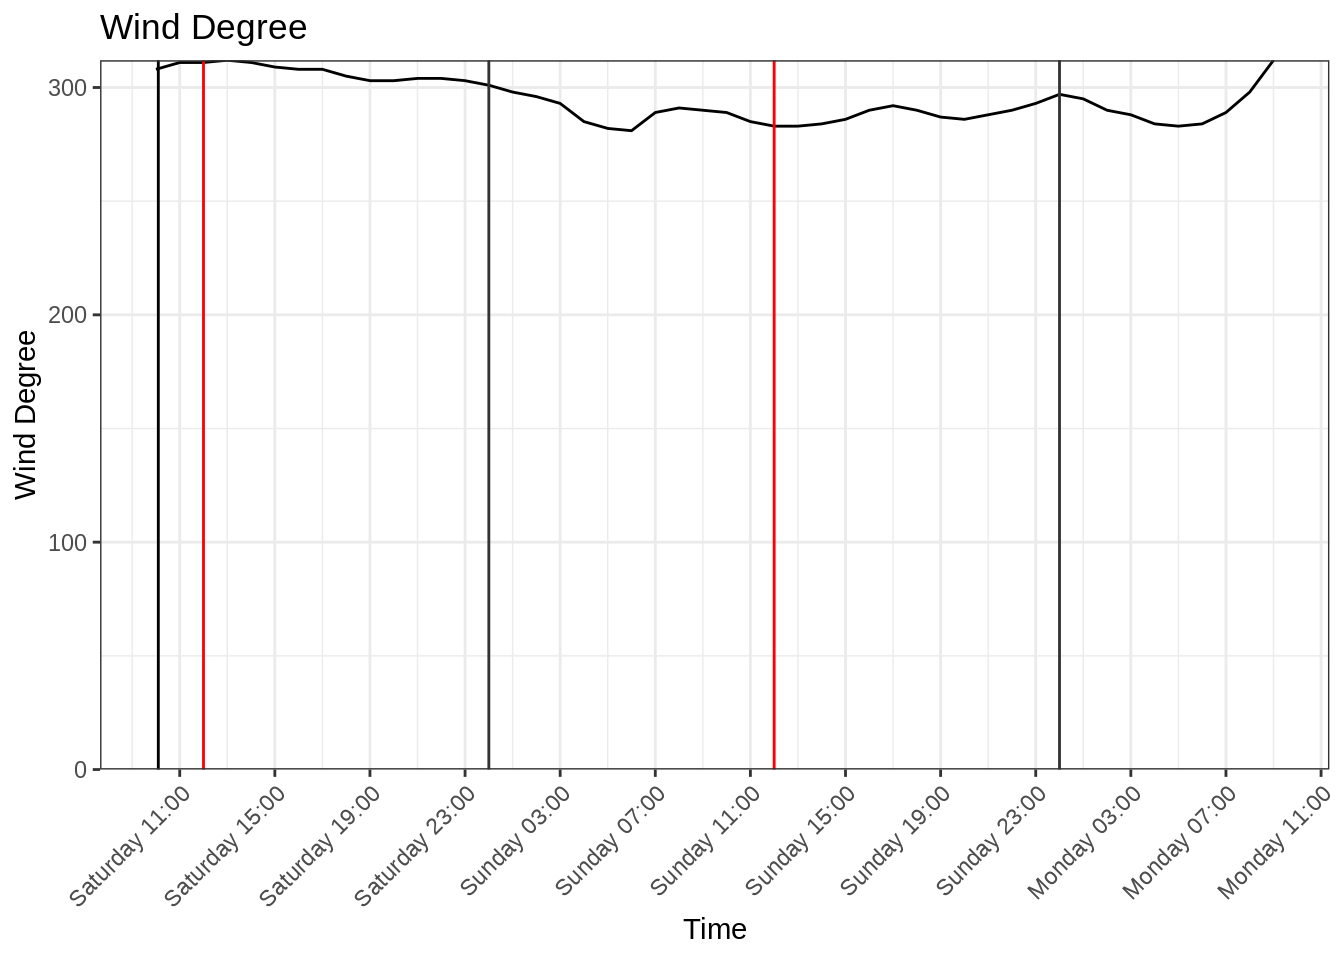 Wind Degree
Wind Degree
300
200
100
0
Saturday 11:00
Saturday 15:00
Saturday 19:00
Saturday 23:00
Sunday 03:00
Sunday 07:00
Sunday 11:00
Sunday 15:00
Sunday 19:00
Sunday 23:00
Monday 03:00
Monday 07:00
Monday 11:00
Time